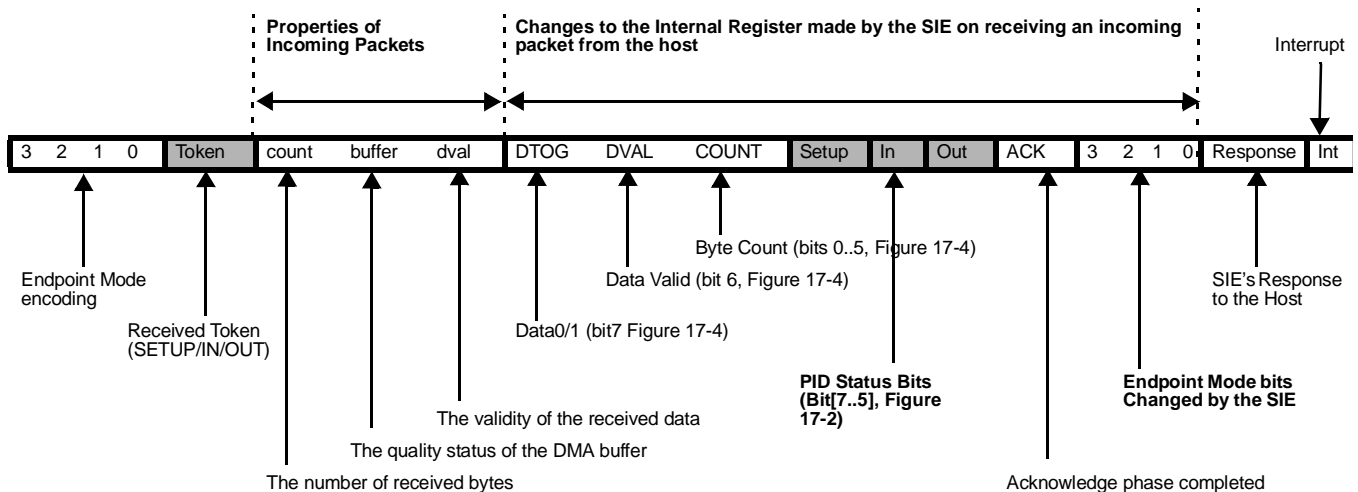 Properties of
Incoming Packets
Changes to the Internal Register made by the SIE on receiving an incoming
packet from the host
Interrupt
3 2 1 0 Token count buffer dval DTOG DVAL COUNT Setup In Out ACK 3 2 1 0 Response Int
Byte Count (bits 0..5, Figure 17-4)
Endpoint Mode
encoding
Data Valid (bit 6, Figure 17-4)
SIE's Response
to the Host
Received Token
(SETUP/IN/OUT)
Data0/1 (bit7 Figure 17-4)
PID Status Bits
(Bit[7..5], Figure
17-2)
Endpoint Mode bits
Changed by the SIE
The validity of the received data
The quality status of the DMA buffer
The number of received bytes
Acknowledge phase completed